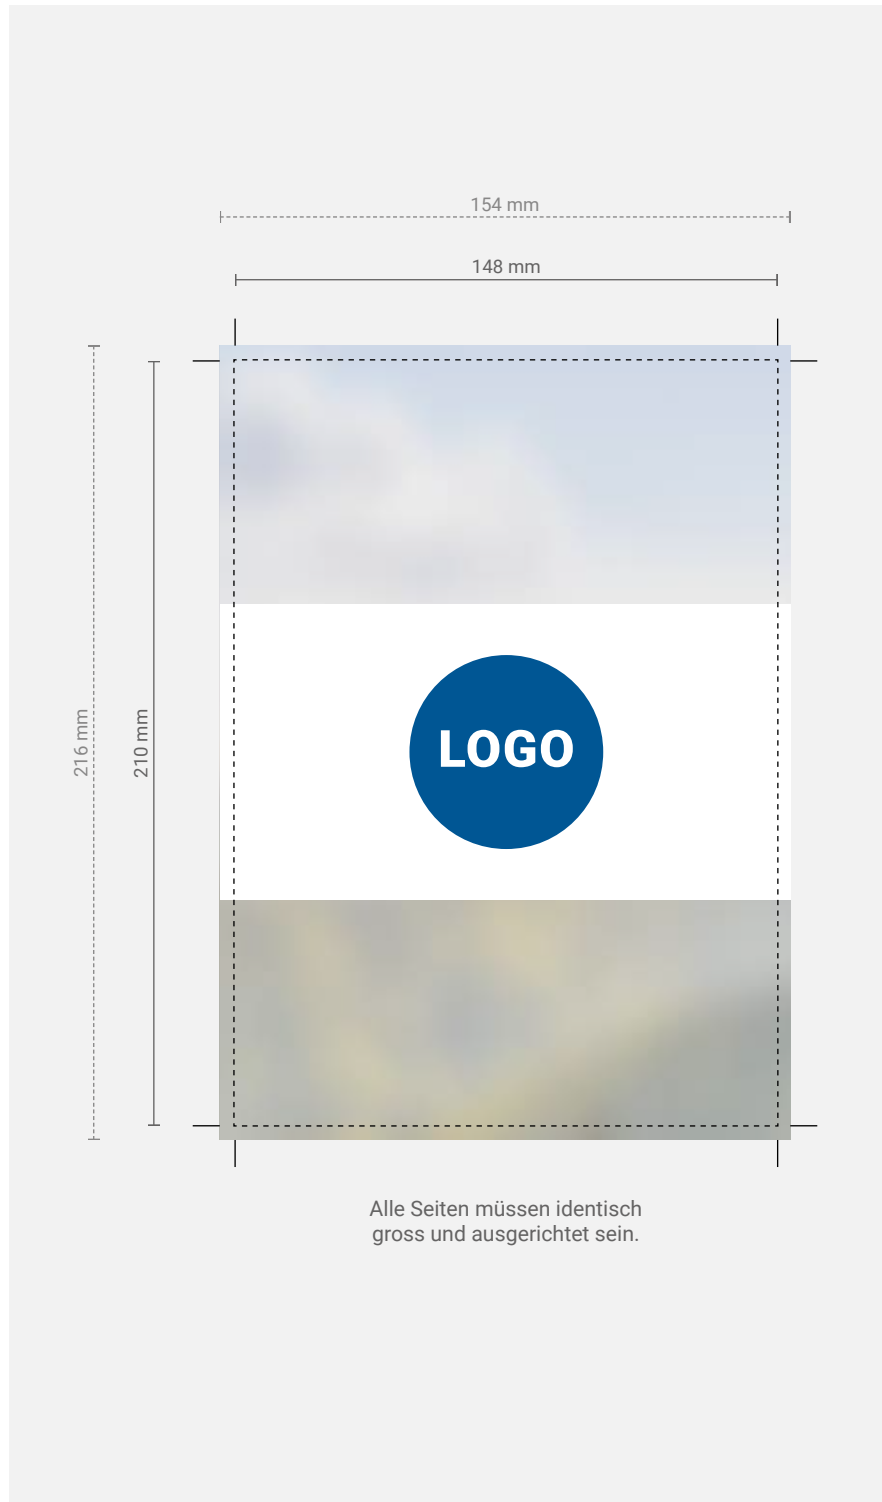 154 mm
148 mm
216 mm
210 mm
LOGO
Alle Seiten müssen identisch
gross und ausgerichtet sein.